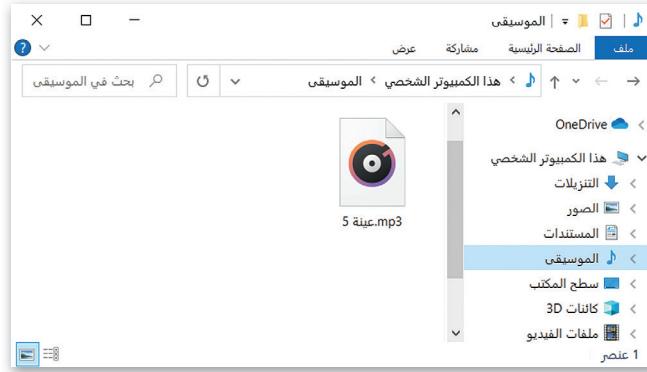 الموسيقى
ملف الصفحة الرئيسية مشاركة عرض
هذا الكمبيوتر الشخصي الموسيقى
بحث في الموسيقى
OneDrive
هذا الكمبيوتر الشخصي
التنزيلات
الصور
المستندات
الموسيقى
سطح المكتب
كائنات 3D
ملفات الفيديو
عينة 5.mp3
1 عنصر